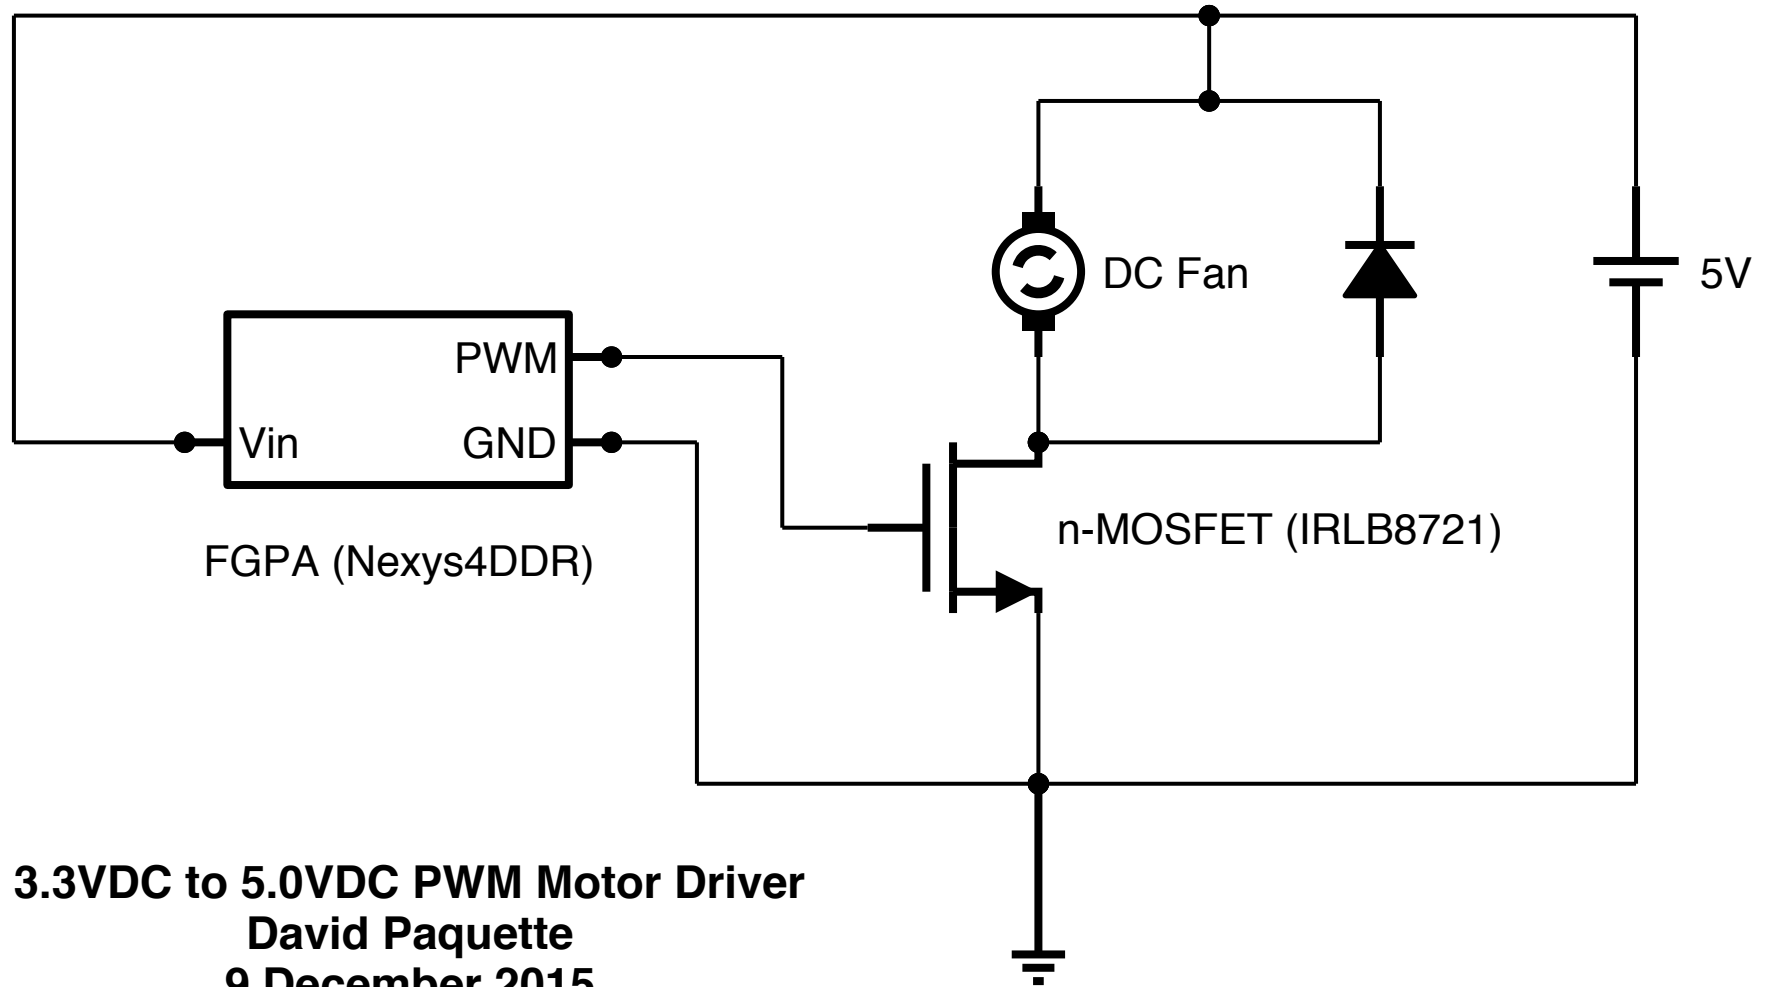 DC Fan
5V
PWM
Vin
GND
n-MOSFET (IRLB8721)
FGPA (Nexys4DDR)
3.3VDC to 5.0VDC PWM Motor Driver
David Paquette
9 December 2015